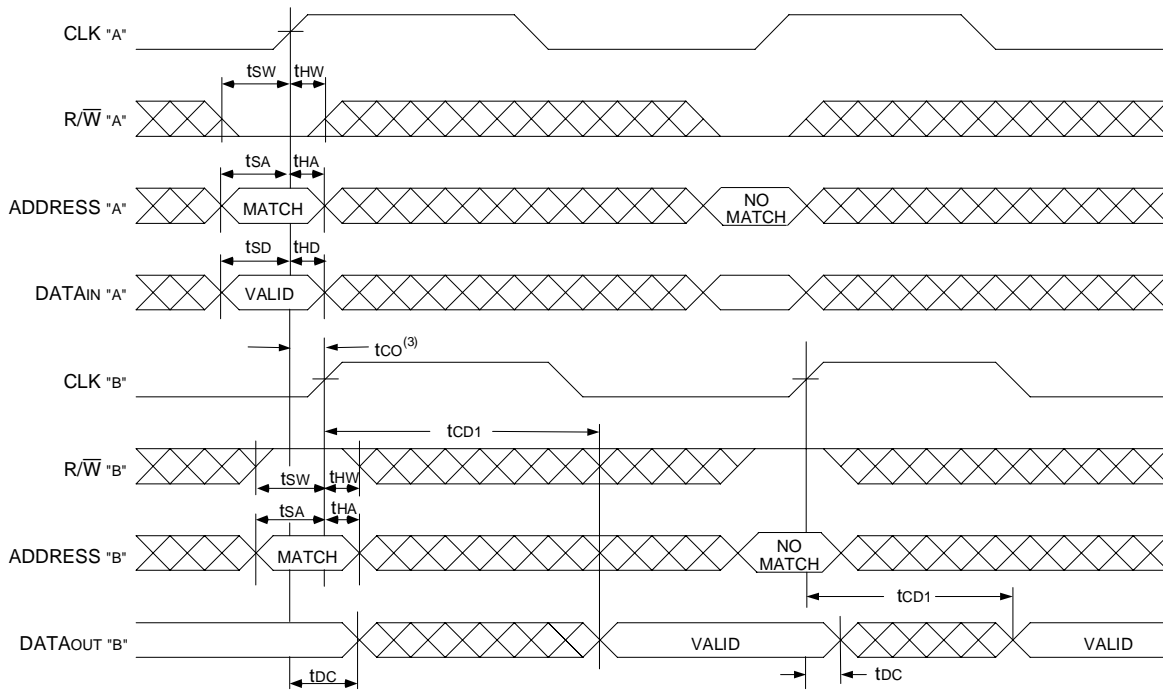 CLK "A"
tSW tHW
R/W̅ "A"
tSA tHA
ADDRESS "A" MATCH NO MATCH
tSD tHD
DATAIN "A" VALID
tCO(3)
CLK "B"
tCD1
R/W̅ "B"
tSW tHW
tSA tHA
ADDRESS "B" MATCH NO MATCH
tCD1
DATAOUT "B" VALID VALID
tDC tDC